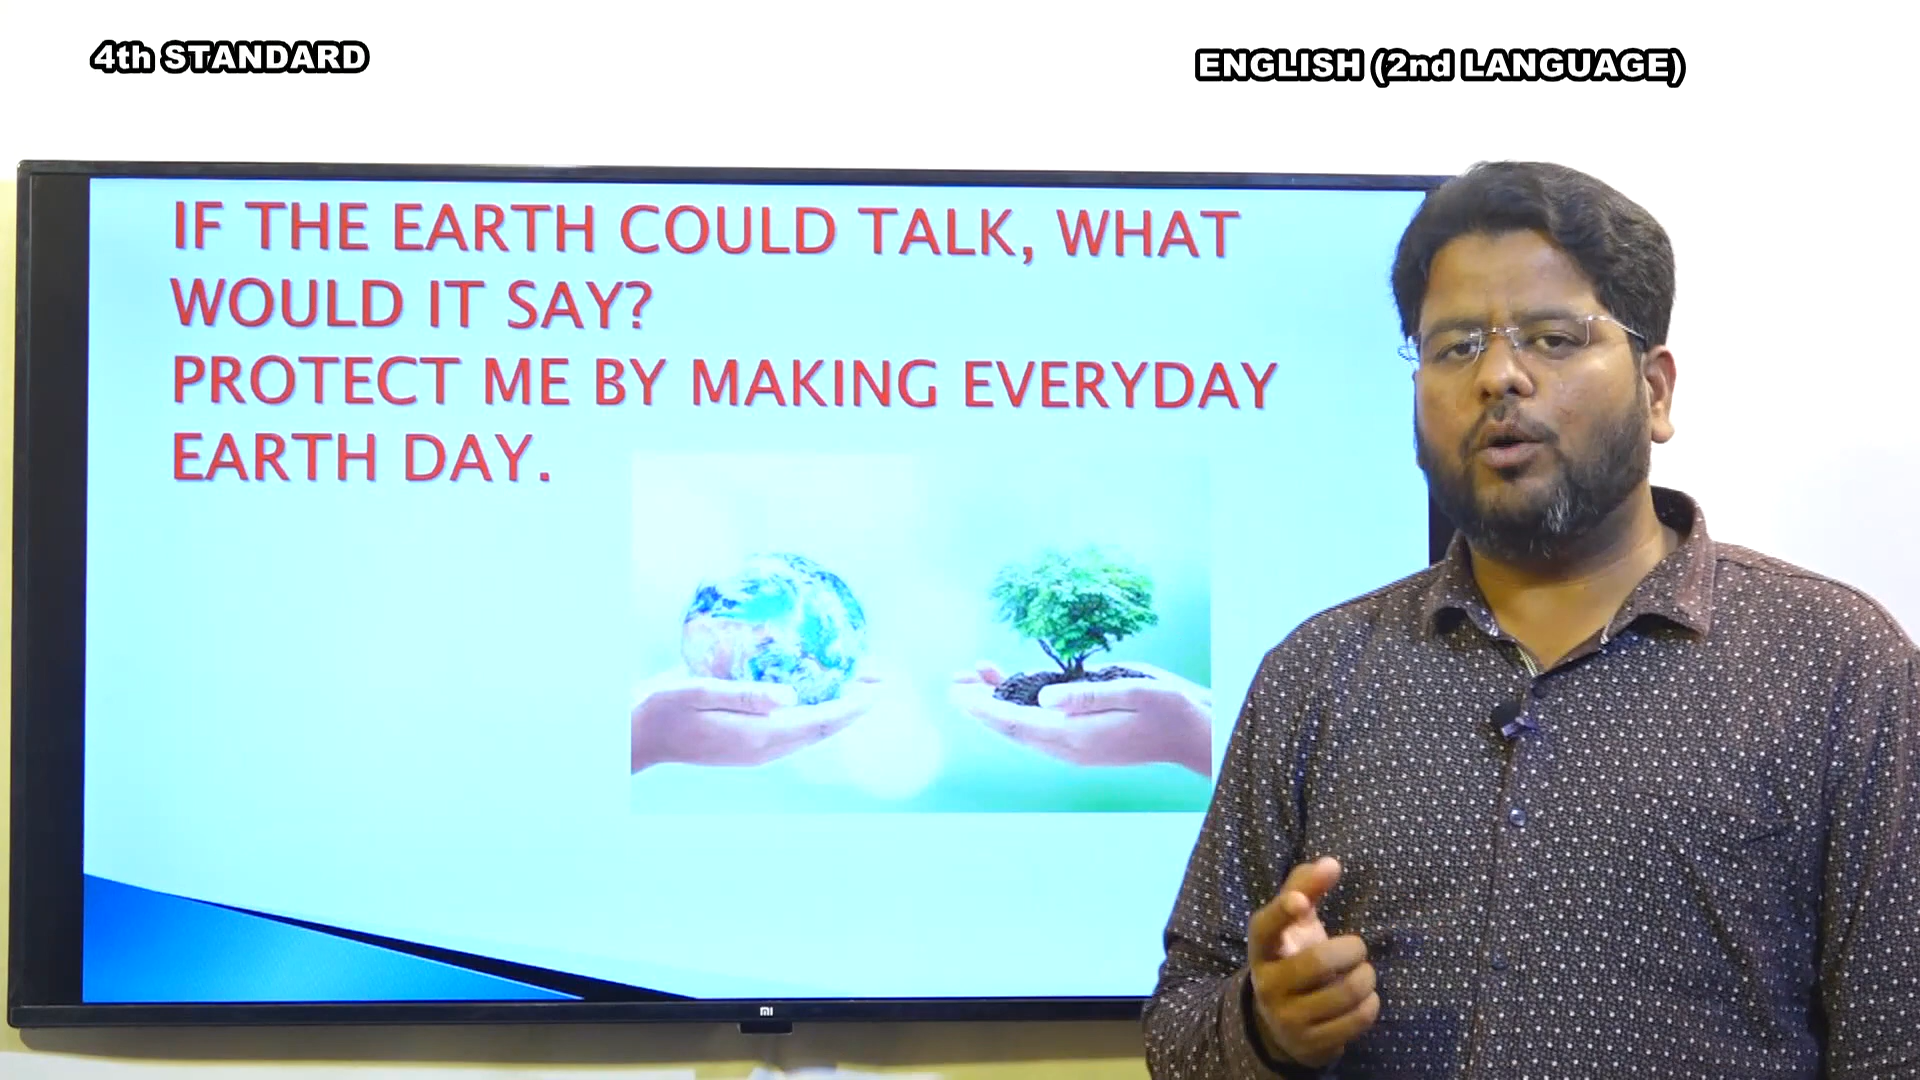 4th STANDARD
ENGLISH (2nd LANGUAGE)
IF THE EARTH COULD TALK, WHAT
WOULD IT SAY?
PROTECT ME BY MAKING EVERYDAY
EARTH DAY.
mi